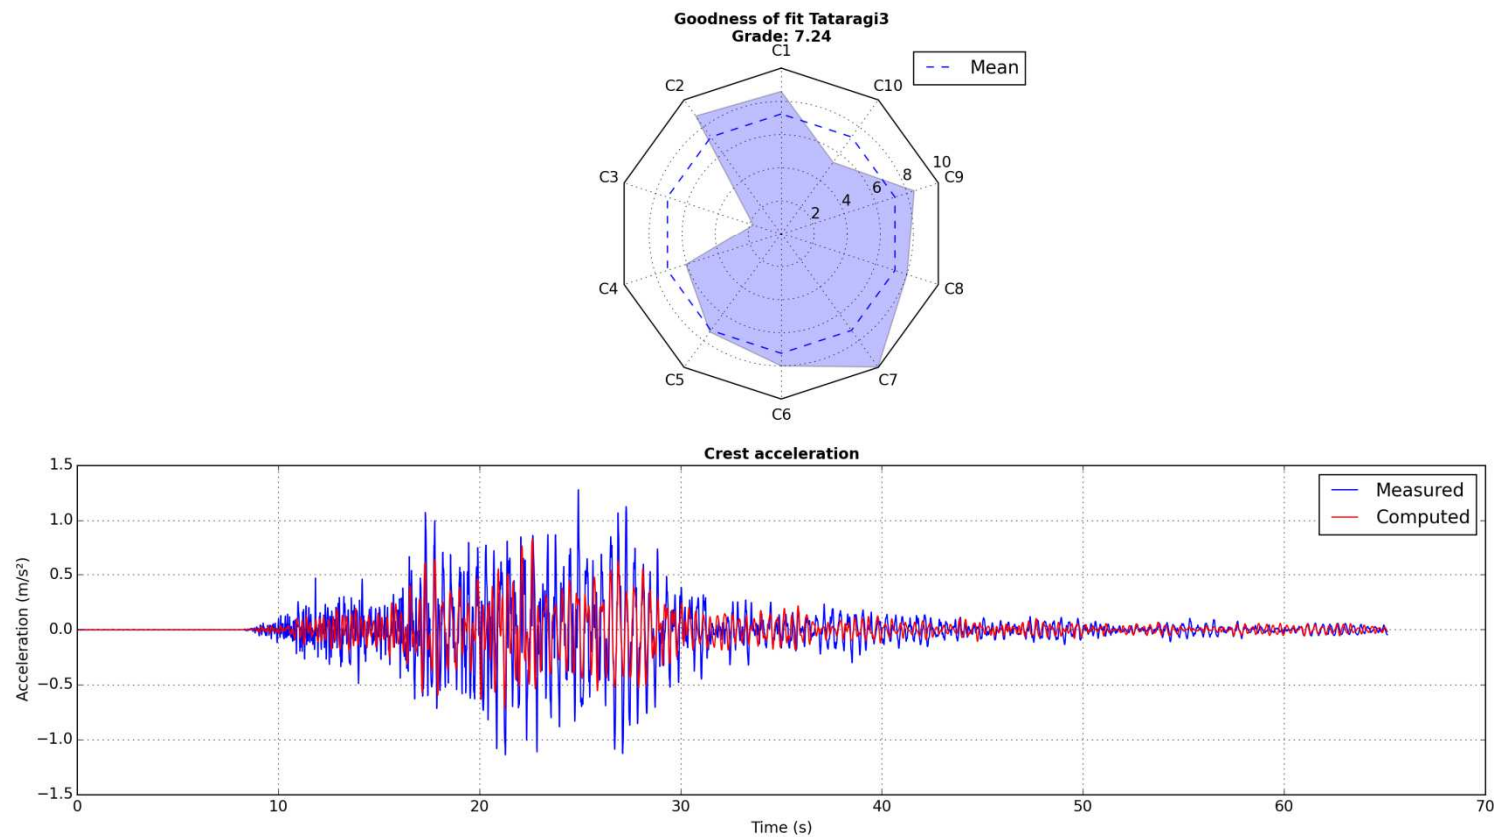 Goodness of fit Tataragi3
Grade: 7.24
C1
Mean
C2
C10
C3
10
8
C9
6
4
2
C4
C8
C5
C7
C6
Crest acceleration
1.5
1.0
0.5
0.0
−0.5
−1.0
−1.5
Acceleration (m/s²)
Measured
Computed
0 10 20 30 40 50 60 70
Time (s)